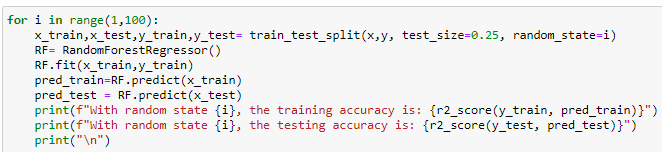 for i in range(1,100):
    x_train,x_test,y_train,y_test= train_test_split(x,y, test_size=0.25, random_state=i)
    RF= RandomForestRegressor()
    RF.fit(x_train,y_train)
    pred_train=RF.predict(x_train)
    pred_test = RF.predict(x_test)
    print(f"With random state {i}, the training accuracy is: {r2_score(y_train, pred_train)}")
    print(f"With random state {i}, the testing accuracy is: {r2_score(y_test, pred_test)}")
    print("\n")